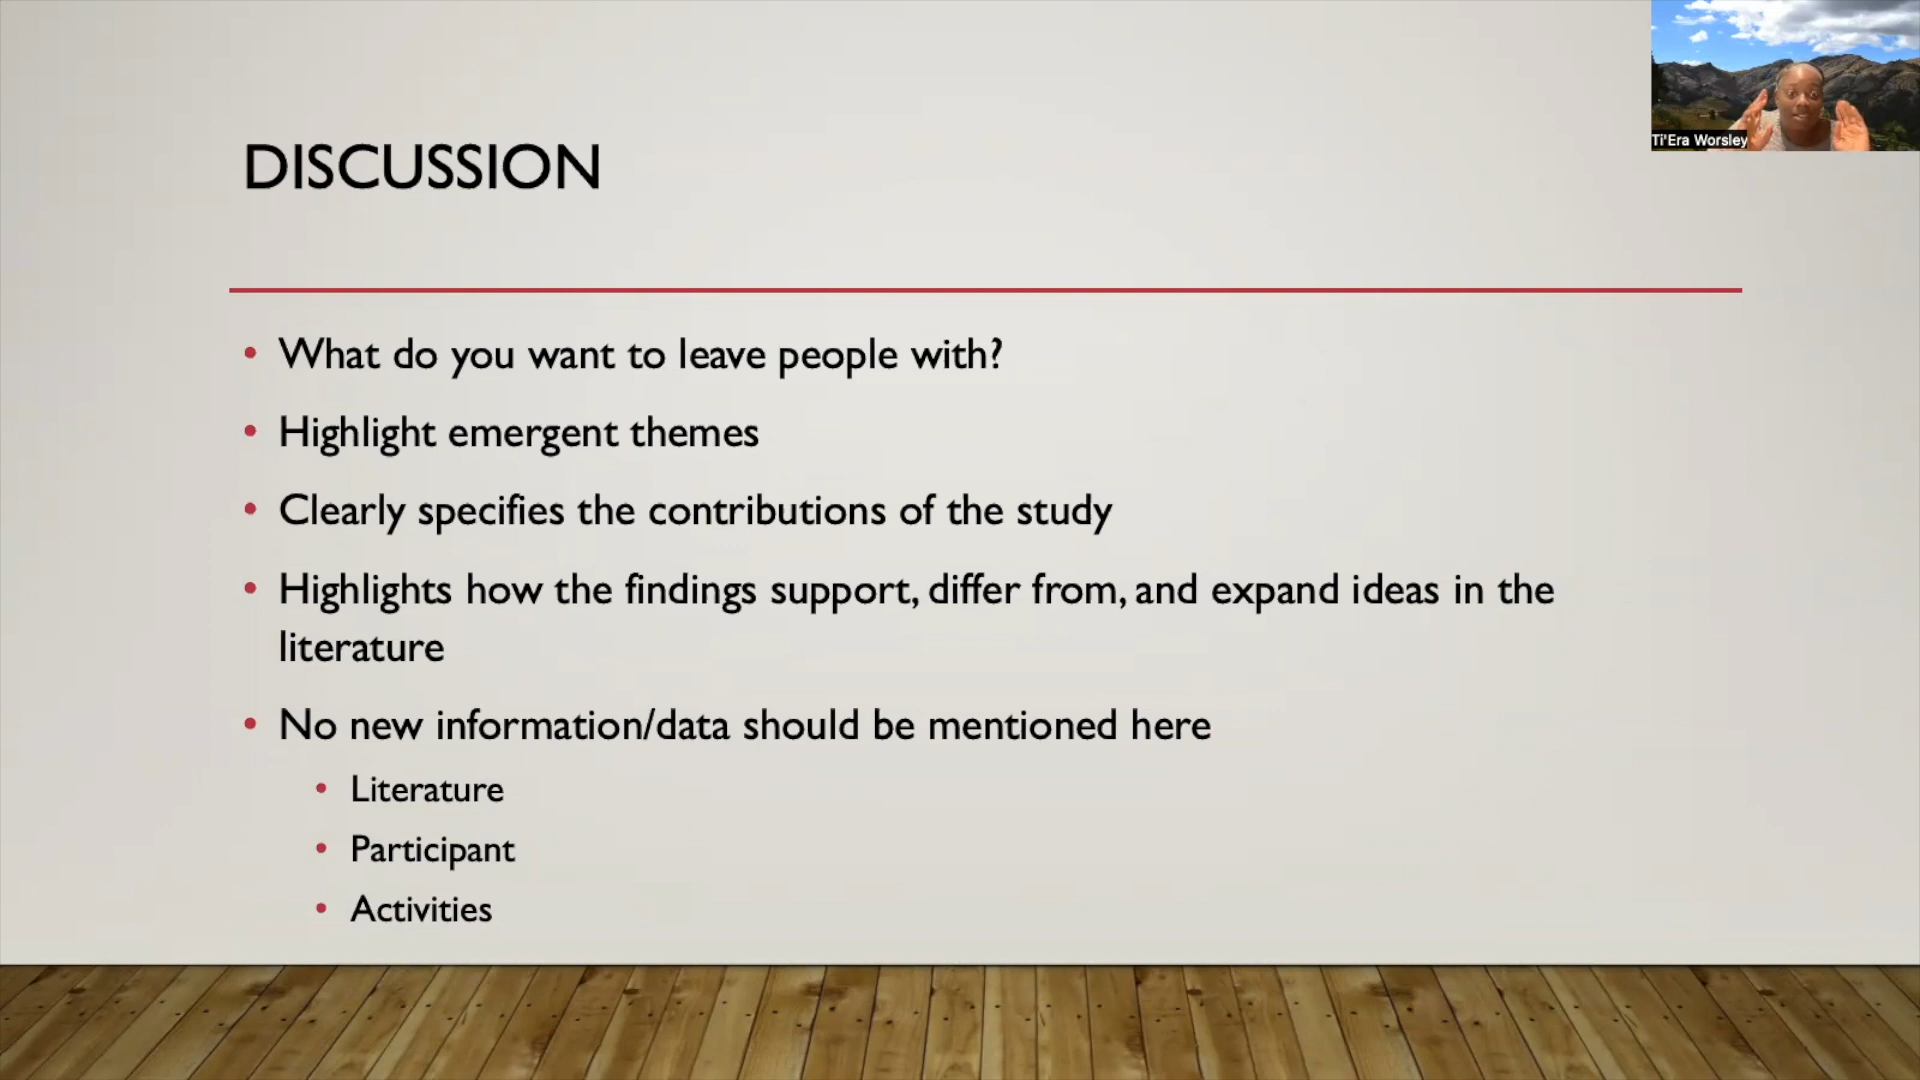 DISCUSSION
Ti'Era Worsley
• What do you want to leave people with?
• Highlight emergent themes
• Clearly specifies the contributions of the study
• Highlights how the findings support, differ from, and expand ideas in the
literature
• No new information/data should be mentioned here
• Literature
• Participant
• Activities